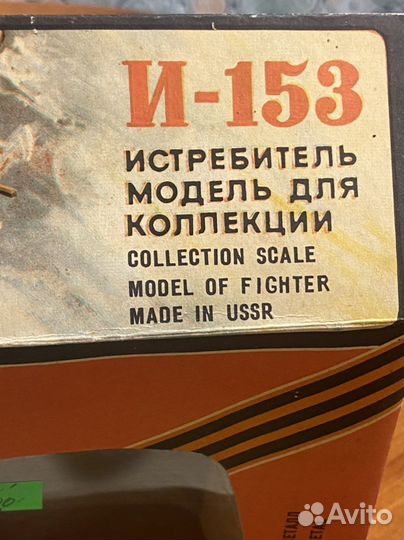 И-153
ИСТРЕБИТЕЛЬ
МОДЕЛЬ ДЛЯ
КОЛЛЕКЦИИ
COLLECTION SCALE
MODEL OF FIGHTER
MADE IN USSR
Avito